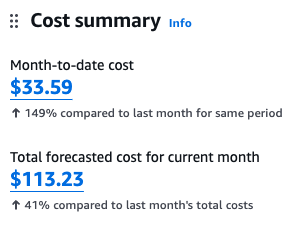 Cost summary Info
Month-to-date cost
$33.59
↑ 149% compared to last month for same period
Total forecasted cost for current month
$113.23
↑ 41% compared to last month's total costs